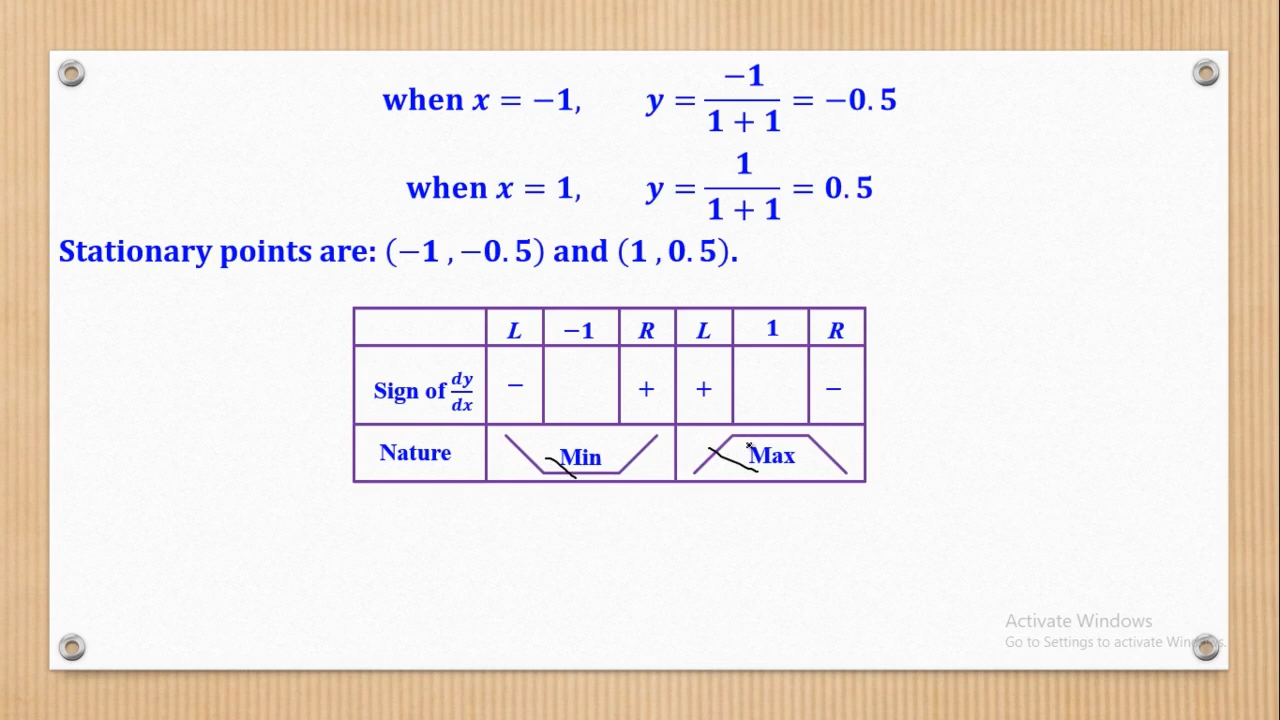 when x = −1, y = −1/(1 + 1) = −0.5
when x = 1, y = 1/(1 + 1) = 0.5
Stationary points are: (−1 , −0.5) and (1 , 0.5).
L −1 R L 1 R
Sign of dy/dx − + + −
Nature Min Max
Activate Windows
Go to Settings to activate Windows.